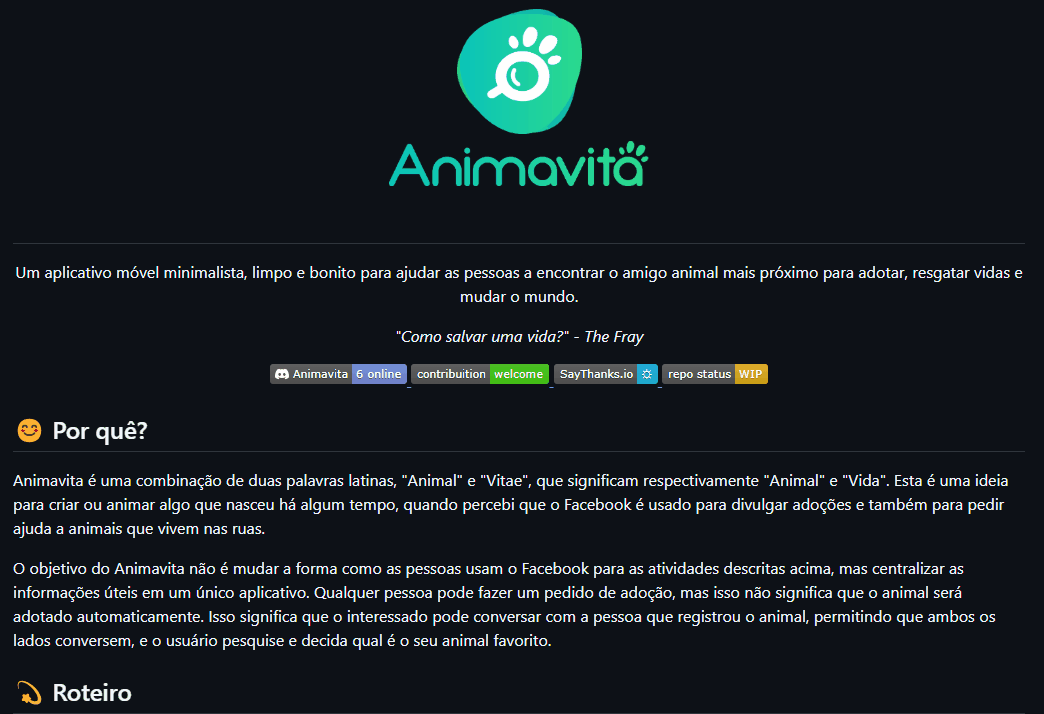 Animavita
Um aplicativo móvel minimalista, limpo e bonito para ajudar as pessoas a encontrar o amigo animal mais próximo para adotar, resgatar vidas e
mudar o mundo.
"Como salvar uma vida?" - The Fray
Animavita 6 online contribuition welcome SayThanks.io repo status WIP
Por quê?
Animavita é uma combinação de duas palavras latinas, "Animal" e "Vitae", que significam respectivamente "Animal" e "Vida". Esta é uma ideia
para criar ou animar algo que nasceu há algum tempo, quando percebi que o Facebook é usado para divulgar adoções e também para pedir
ajuda a animais que vivem nas ruas.
O objetivo do Animavita não é mudar a forma como as pessoas usam o Facebook para as atividades descritas acima, mas centralizar as
informações úteis em um único aplicativo. Qualquer pessoa pode fazer um pedido de adoção, mas isso não significa que o animal será
adotado automaticamente. Isso significa que o interessado pode conversar com a pessoa que registrou o animal, permitindo que ambos os
lados conversem, e o usuário pesquise e decida qual é o seu animal favorito.
Roteiro